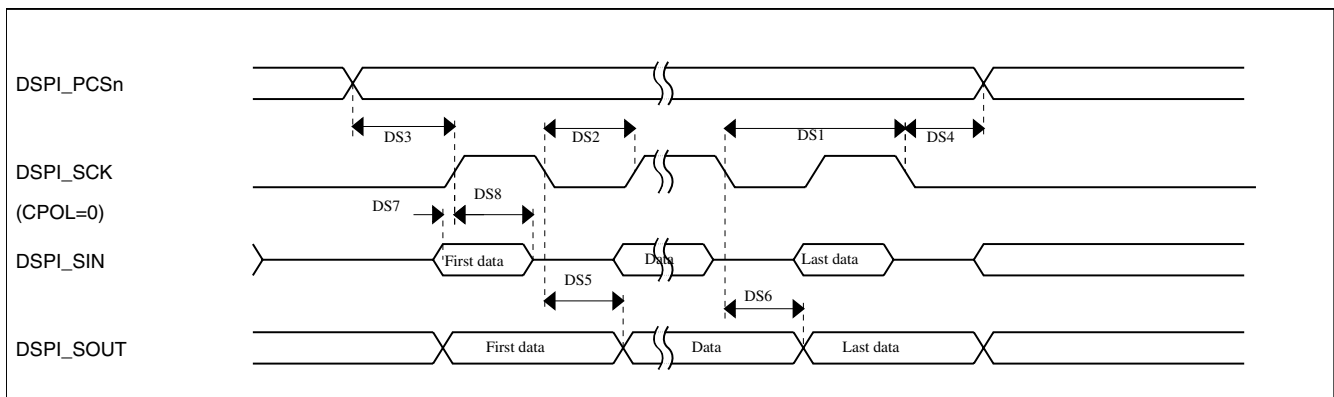 DSPI_PCSn
DS3
DS2
DS1
DS4
DSPI_SCK
(CPOL=0)
DS7
DS8
DSPI_SIN
First data
Data
Last data
DS5
DS6
DSPI_SOUT
First data
Data
Last data